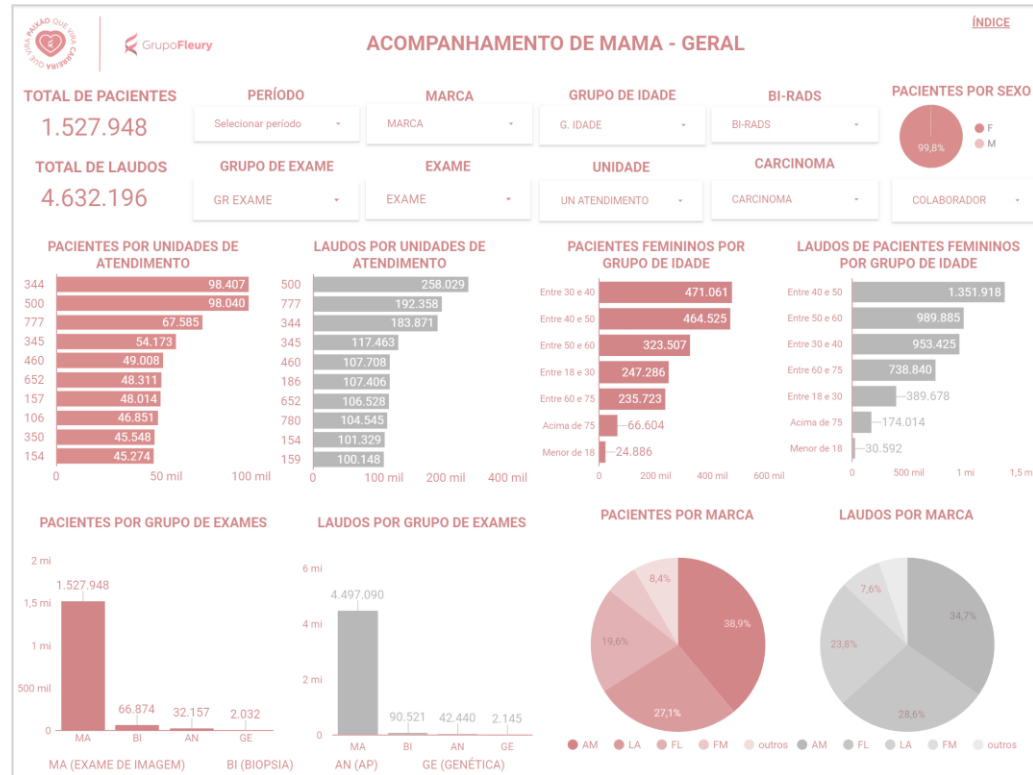 PAIXÃO QUE VIRA CARREIRA QUE VIRA
GrupoFleury
ACOMPANHAMENTO DE MAMA - GERAL
ÍNDICE
TOTAL DE PACIENTES
1.527.948
PERÍODO
Selecionar período
MARCA
MARCA
GRUPO DE IDADE
G. IDADE
BI-RADS
BI-RADS
PACIENTES POR SEXO
99,8%
F
M
TOTAL DE LAUDOS
4.632.196
GRUPO DE EXAME
GR EXAME
EXAME
EXAME
UNIDADE
UN ATENDIMENTO
CARCINOMA
CARCINOMA
COLABORADOR
PACIENTES POR UNIDADES DE
ATENDIMENTO
344 98.407
500 98.040
777 67.585
345 54.173
460 49.008
652 48.311
157 48.014
106 46.851
350 45.548
154 45.274
0 50 mil 100 mil
LAUDOS POR UNIDADES DE
ATENDIMENTO
500 258.029
777 192.358
344 183.871
345 117.463
460 107.708
186 107.406
652 106.528
780 104.545
154 101.329
159 100.148
0 100 mil 200 mil 400 mil
PACIENTES FEMININOS POR
GRUPO DE IDADE
Entre 30 e 40 471.061
Entre 40 e 50 464.525
Entre 50 e 60 323.507
Entre 18 e 30 247.286
Entre 60 e 75 235.723
Acima de 75 66.604
Menor de 18 24.886
0 200 mil 400 mil 600 mil
LAUDOS DE PACIENTES FEMININOS
POR GRUPO DE IDADE
Entre 40 e 50 1.351.918
Entre 50 e 60 989.885
Entre 30 e 40 953.425
Entre 60 e 75 738.840
Entre 18 e 30 389.678
Acima de 75 174.014
Menor de 18 30.592
0 500 mil 1 mi 1,5 m
PACIENTES POR GRUPO DE EXAMES
2 mi
1,5 mi
1 mi
500 mil
0
1.527.948
66.874
32.157
2.032
MA BI AN GE
LAUDOS POR GRUPO DE EXAMES
6 mi
4 mi
2 mi
0
4.497.090
90.521
42.440
2.145
MA BI AN GE
MA (EXAME DE IMAGEM) BI (BIOPSIA) AN (AP) GE (GENÉTICA)
PACIENTES POR MARCA
8,4%
38,9%
19,6%
27,1%
AM LA FL FM outros
LAUDOS POR MARCA
7,6%
34,7%
23,8%
28,6%
AM FL LA FM outros